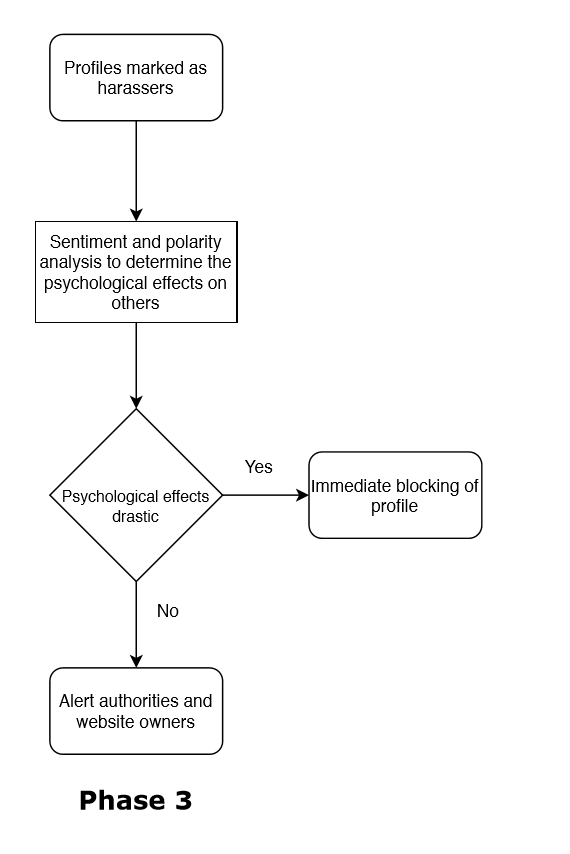 Profiles marked as
harassers
Sentiment and polarity
analysis to determine the
psychological effects on
others
Psychological effects
drastic
Yes
Immediate blocking of
profile
No
Alert authorities and
website owners
Phase 3